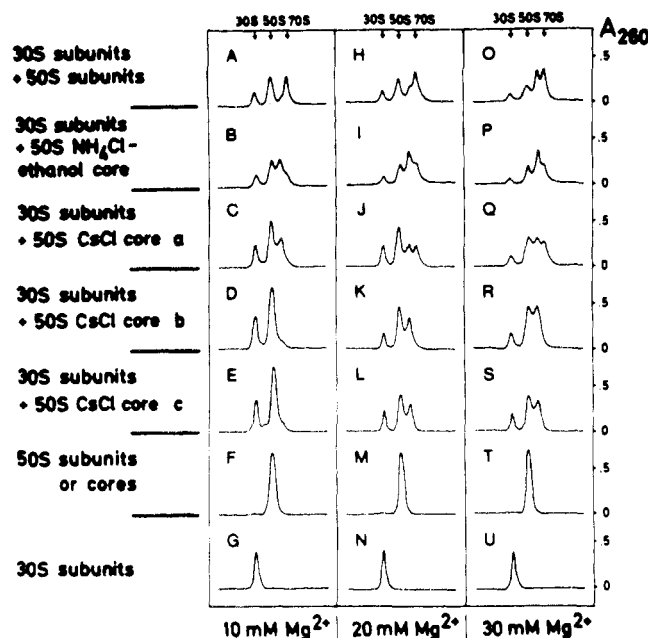 30S 50S 70S 30S 50S 70S 30S 50S 70S A260
30S subunits
+ 50S subunits
A H O .5
0
30S subunits
+ 50S NH4Cl-
ethanol core
B I P .5
0
30S subunits
+ 50S CsCl core a
C J Q .5
0
30S subunits
+ 50S CsCl core b
D K R .5
0
30S subunits
+ 50S CsCl core c
E L S .5
0
50S subunits
or cores
F M T .5
0
30S subunits
G N U .5
0
10 mM Mg2+ 20 mM Mg2+ 30 mM Mg2+